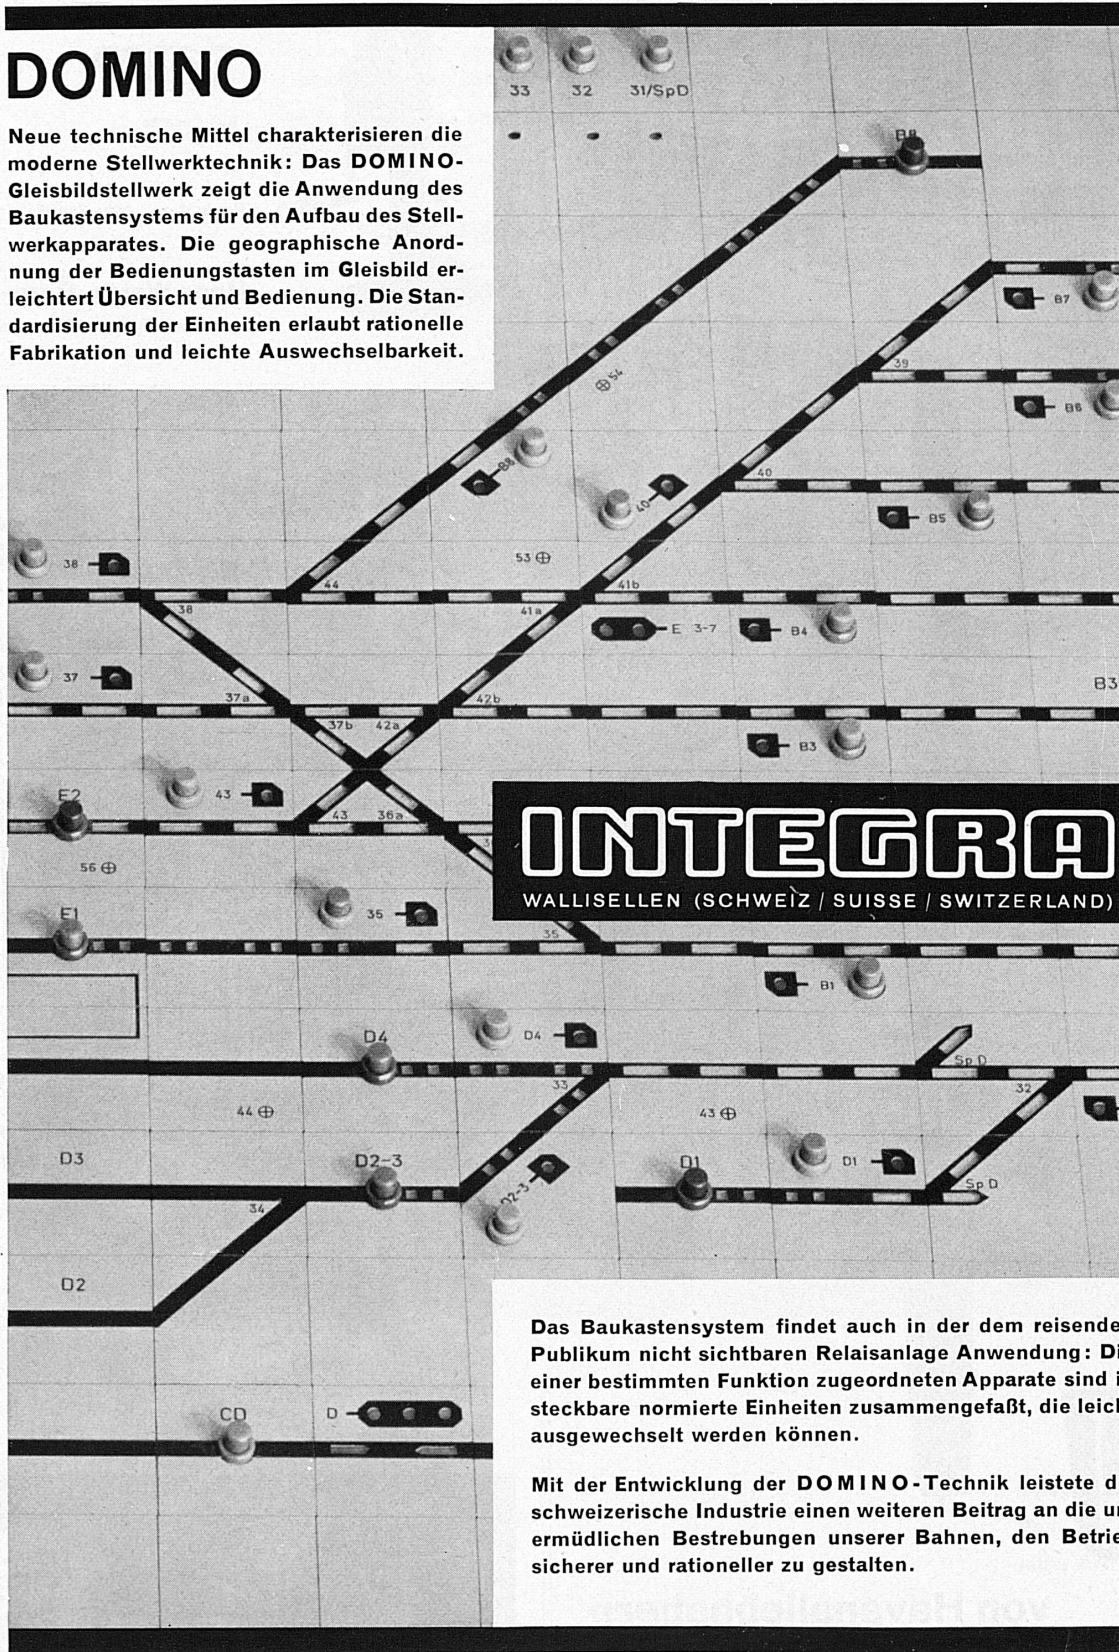 DOMINO
Neue technische Mittel charakterisieren die
moderne Stellwerktechnik: Das DOMINO-
Gleisbildstellwerk zeigt die Anwendung des
Baukastensystems für den Aufbau des Stell-
werkapparates. Die geographische Anord-
nung der Bedienungstasten im Gleisbild er-
leichtert Übersicht und Bedienung. Die Stan-
dardisierung der Einheiten erlaubt rationelle
Fabrikation und leichte Auswechselbarkeit.
33 32 31/SpD
B8
B7
39
B6
54
B8
40
40
B5
53
38
44
41b
38
41a
E 3-7
B4
37
B3
37a
42b
37b 42a
B3
43
E2
43 36a
56
INTEGRA
WALLISELLEN (SCHWEIZ / SUISSE / SWITZERLAND)
E1
35
35
B1
D4
D4
Sp D
33
32
44
43
D3
D2-3
D1
D1
D2-3
Sp D
34
D2
CD
D
Das Baukastensystem findet auch in der dem reisende
Publikum nicht sichtbaren Relaisanlage Anwendung: Di
einer bestimmten Funktion zugeordneten Apparate sind i
steckbare normierte Einheiten zusammengefaßt, die leich
ausgewechselt werden können.
Mit der Entwicklung der DOMINO-Technik leistete d
schweizerische Industrie einen weiteren Beitrag an die u
ermüdlichen Bestrebungen unserer Bahnen, den Betrie
sicherer und rationeller zu gestalten.